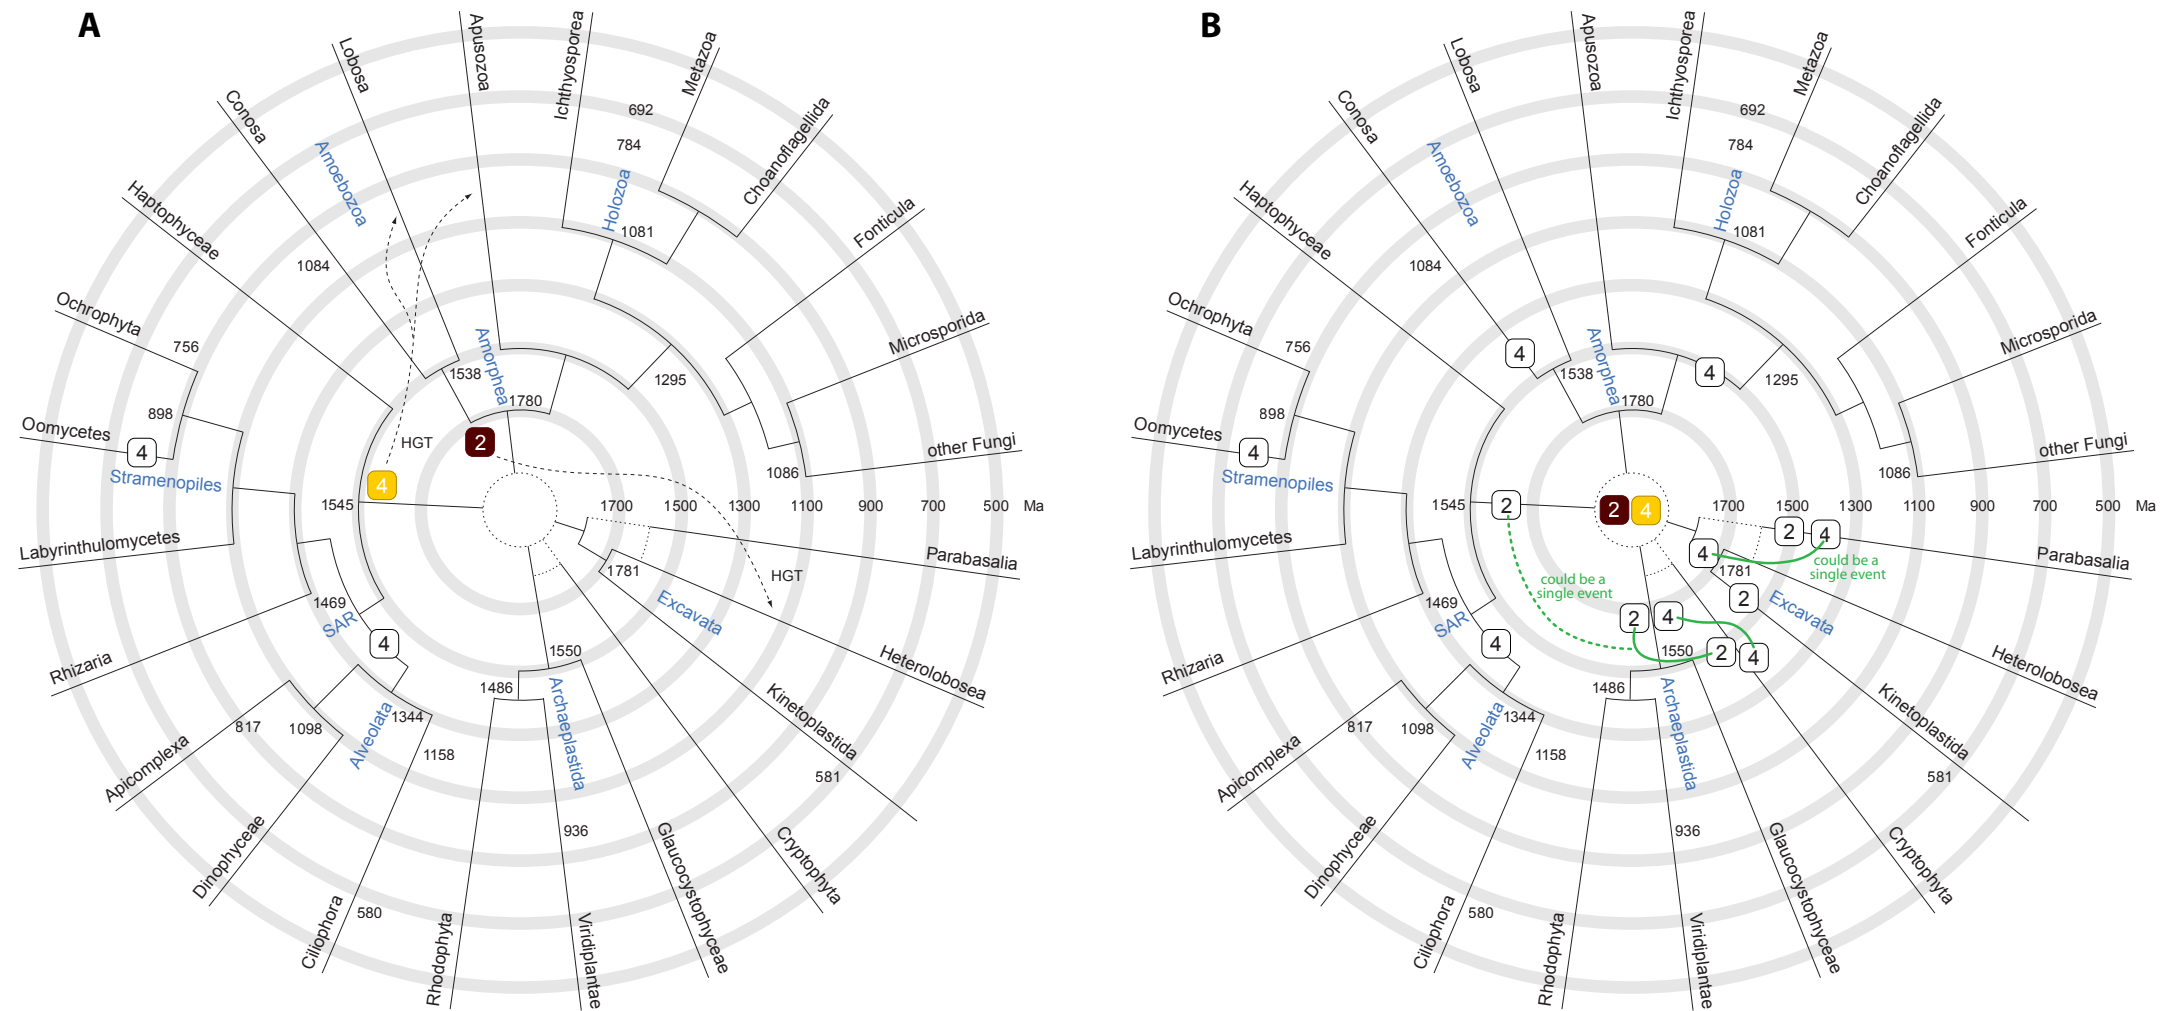 A
Lobosa
Apusozoa
Ichthyosporea
Metazoa
Conosa
692
784
Choanoflagellida
Amoebozoa
Holozoa
Haptophyceae
1081
Fonticula
1084
Ochrophyta
756
Amorphea
Microsporida
1538
1295
1780
898
Oomycetes
4
HGT
2
other Fungi
Stramenopiles
4
1086
1545
1700
1500
1300
1100
900
700
500
Ma
Labyrinthulomycetes
Parabasalia
1781
HGT
1469
SAR
Excavata
4
Rhizaria
1550
Heterolobosea
1486
Archaeplastida
Kinetoplastida
Alveolata
1344
817
1098
1158
581
Apicomplexa
936
Dinophyceae
Glaucocystophyceae
Cryptophyta
Ciliophora
580
Rhodophyta
Viridiplantae
B
Lobosa
Apusozoa
Ichthyosporea
Metazoa
Conosa
692
784
Choanoflagellida
Amoebozoa
Holozoa
Haptophyceae
1081
Fonticula
1084
Ochrophyta
756
4
Amorphea
Microsporida
1538
4
1295
1780
898
Oomycetes
4
other Fungi
Stramenopiles
1086
1545
2
2
4
1700
1500
1300
1100
900
700
500
Ma
2
4
Labyrinthulomycetes
4
Parabasalia
1781
could be a
single event
could be a
single event
2
1469
SAR
Excavata
2
4
4
Rhizaria
1550
2
4
Heterolobosea
1486
Archaeplastida
Kinetoplastida
Alveolata
1344
817
1098
1158
581
Apicomplexa
936
Dinophyceae
Glaucocystophyceae
Cryptophyta
Ciliophora
580
Rhodophyta
Viridiplantae